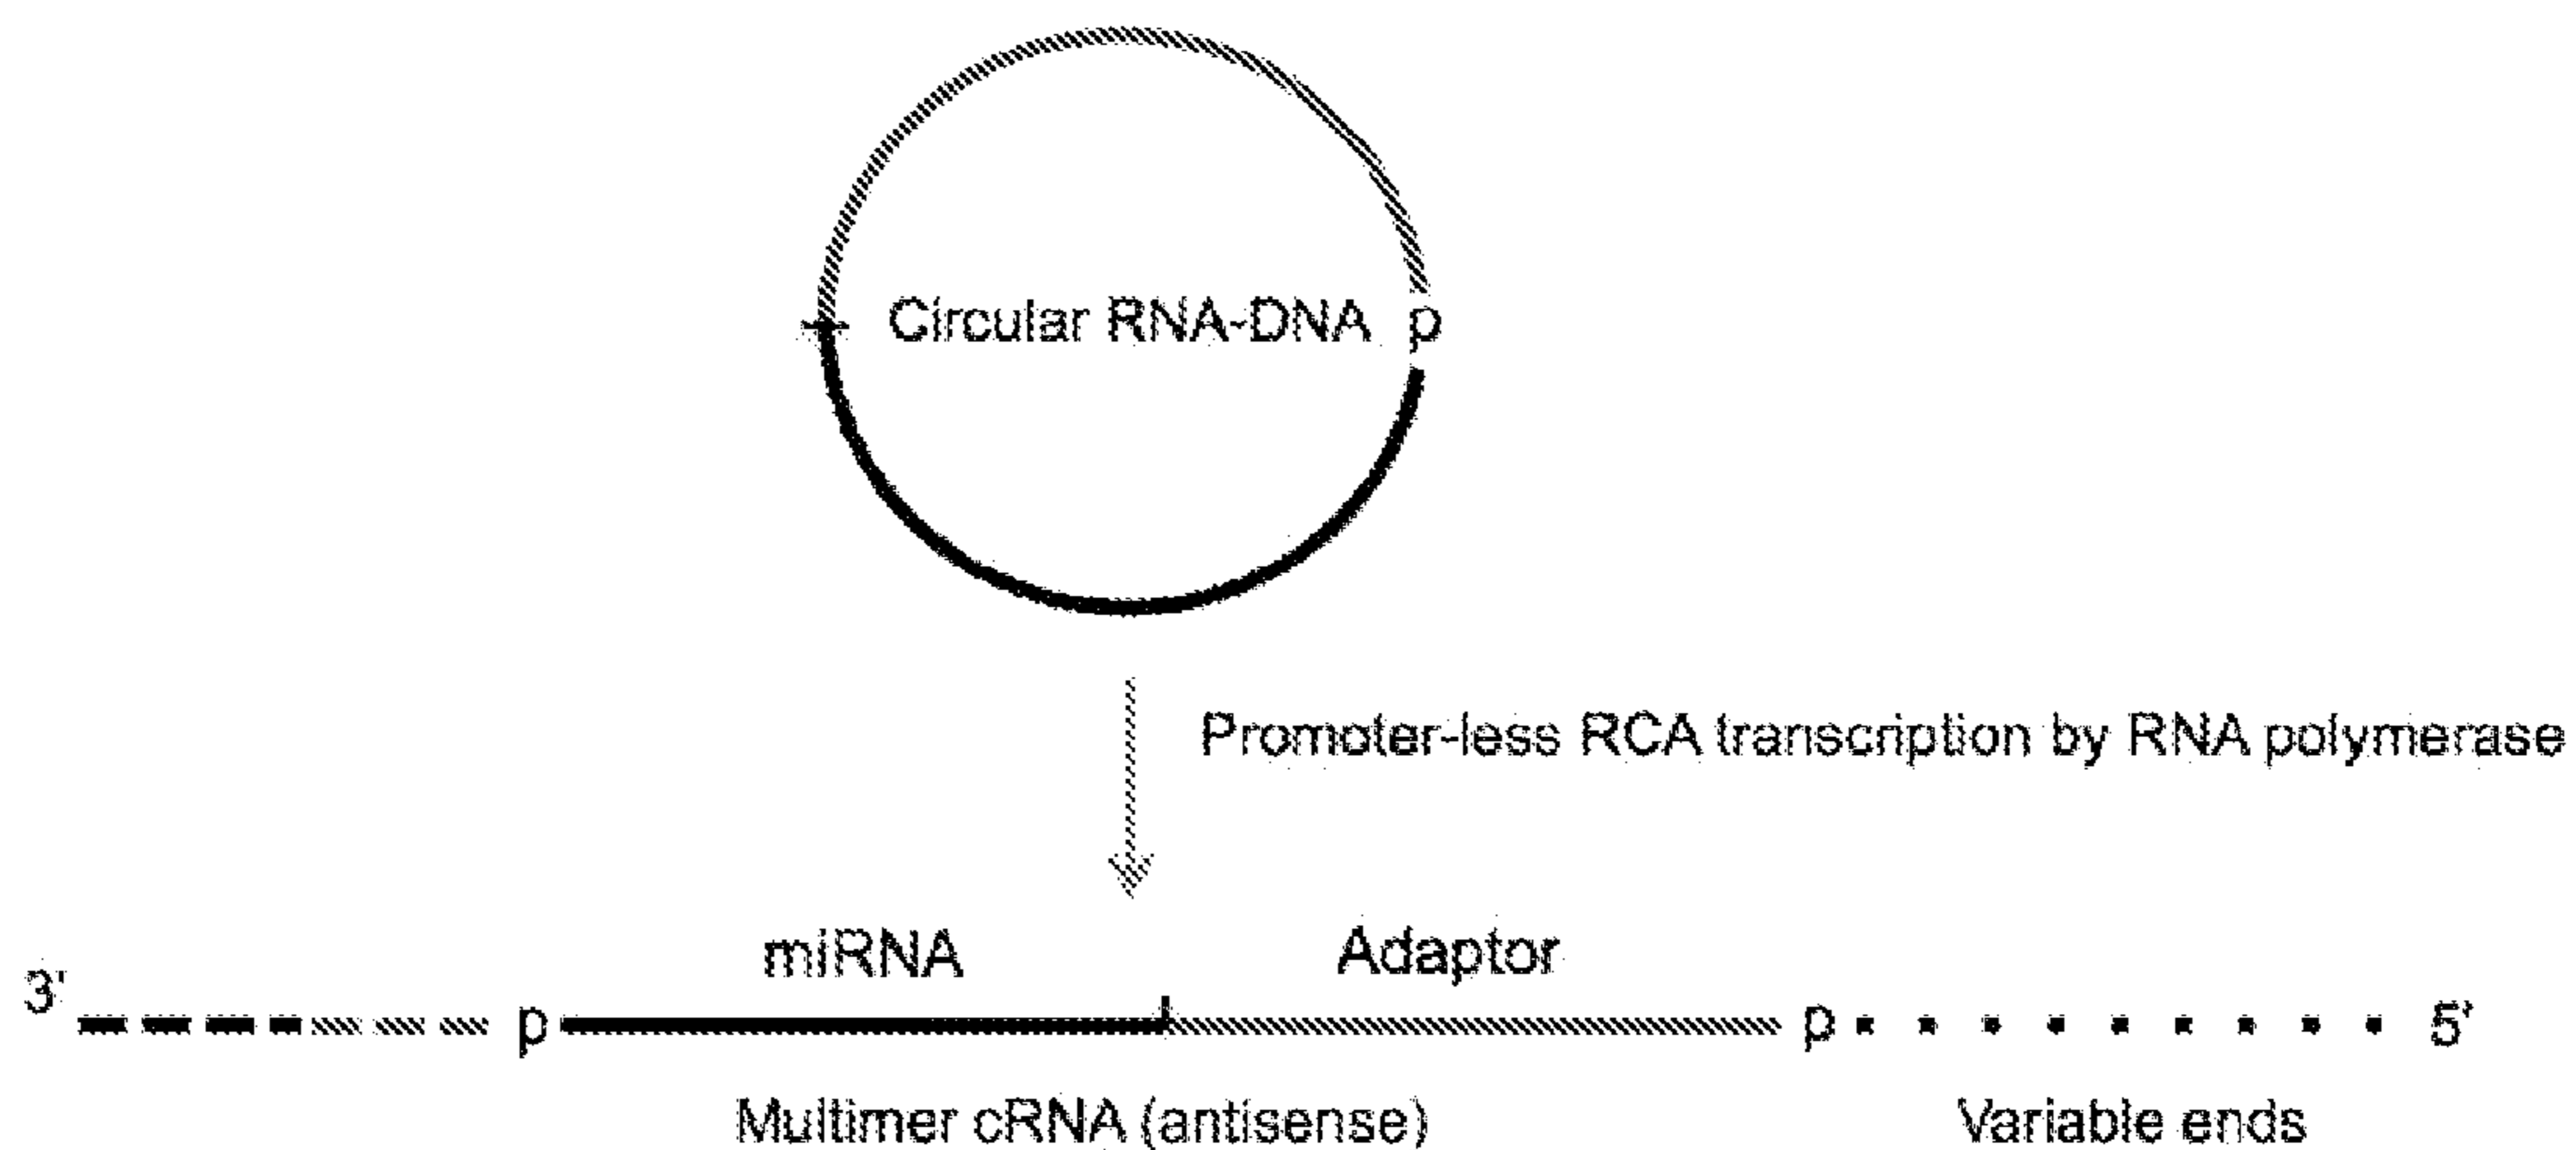 Circular RNA-DNA p
Promoter-less RCA transcription by RNA polymerase
miRNA Adaptor
3' p p 5'
Multimer cRNA (antisense) Variable ends